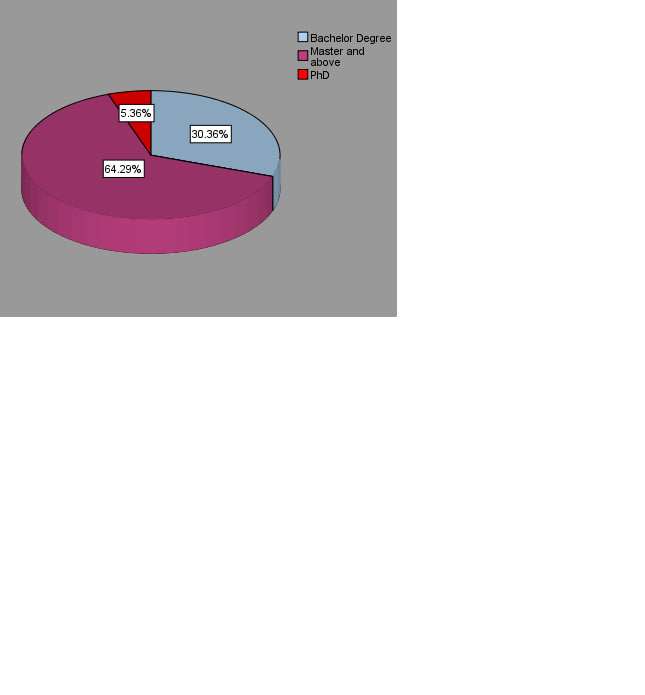 Bachelor Degree
Master and
above
PhD
5.36%
30.36%
64.29%